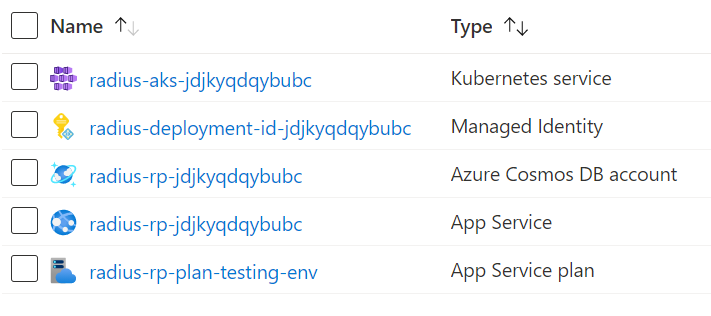 Name Type
radius-aks-jdjkyqdqybubc Kubernetes service
radius-deployment-id-jdjkyqdqybubc Managed Identity
radius-rp-jdjkyqdqybubc Azure Cosmos DB account
radius-rp-jdjkyqdqybubc App Service
radius-rp-plan-testing-env App Service plan